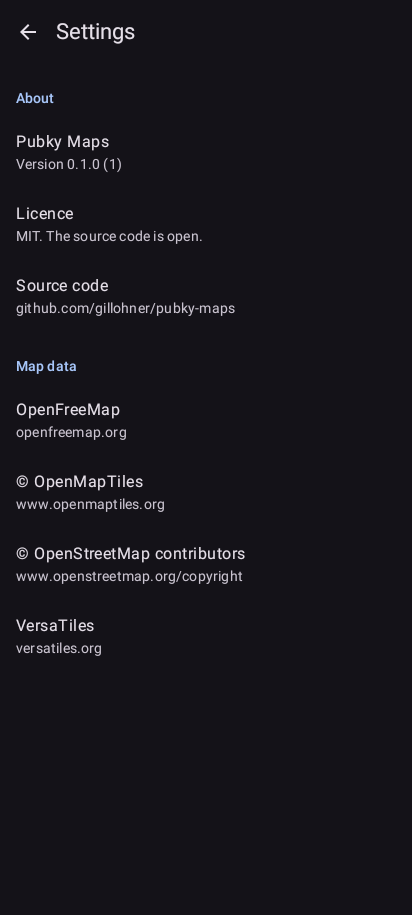 Settings
About
Pubky Maps
Version 0.1.0 (1)
Licence
MIT. The source code is open.
Source code
github.com/gillohner/pubky-maps
Map data
OpenFreeMap
openfreemap.org
© OpenMapTiles
www.openmaptiles.org
© OpenStreetMap contributors
www.openstreetmap.org/copyright
VersaTiles
versatiles.org